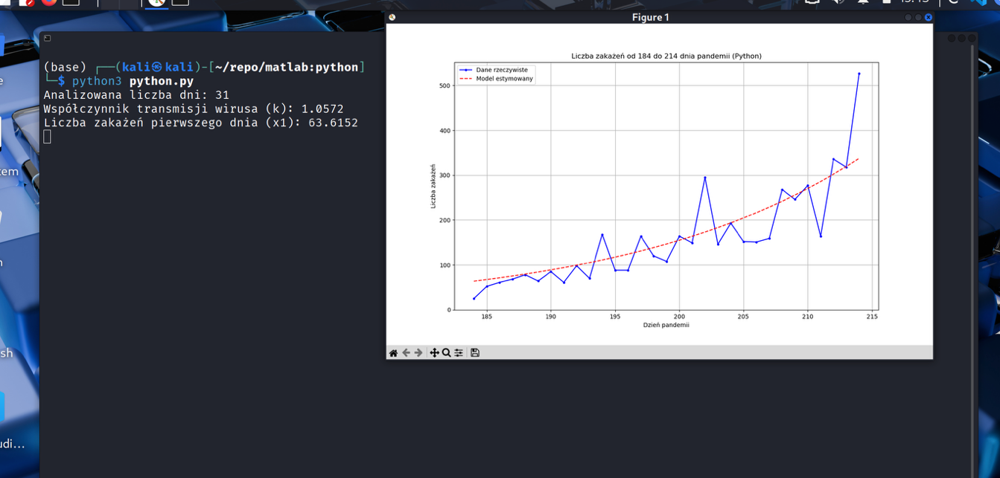 Figure 1
(base) ┌──(kali㉿kali)-[~/repo/matlab:python]
└─$ python3 python.py
Analizowana liczba dni: 31
Współczynnik transmisji wirusa (k): 1.0572
Liczba zakażeń pierwszego dnia (x1): 63.6152
Liczba zakażeń od 184 do 214 dnia pandemii (Python)
Dane rzeczywiste
Model estymowany
500
400
300
200
100
0
Liczba zakażeń
185 190 195 200 205 210 215
Dzień pandemii